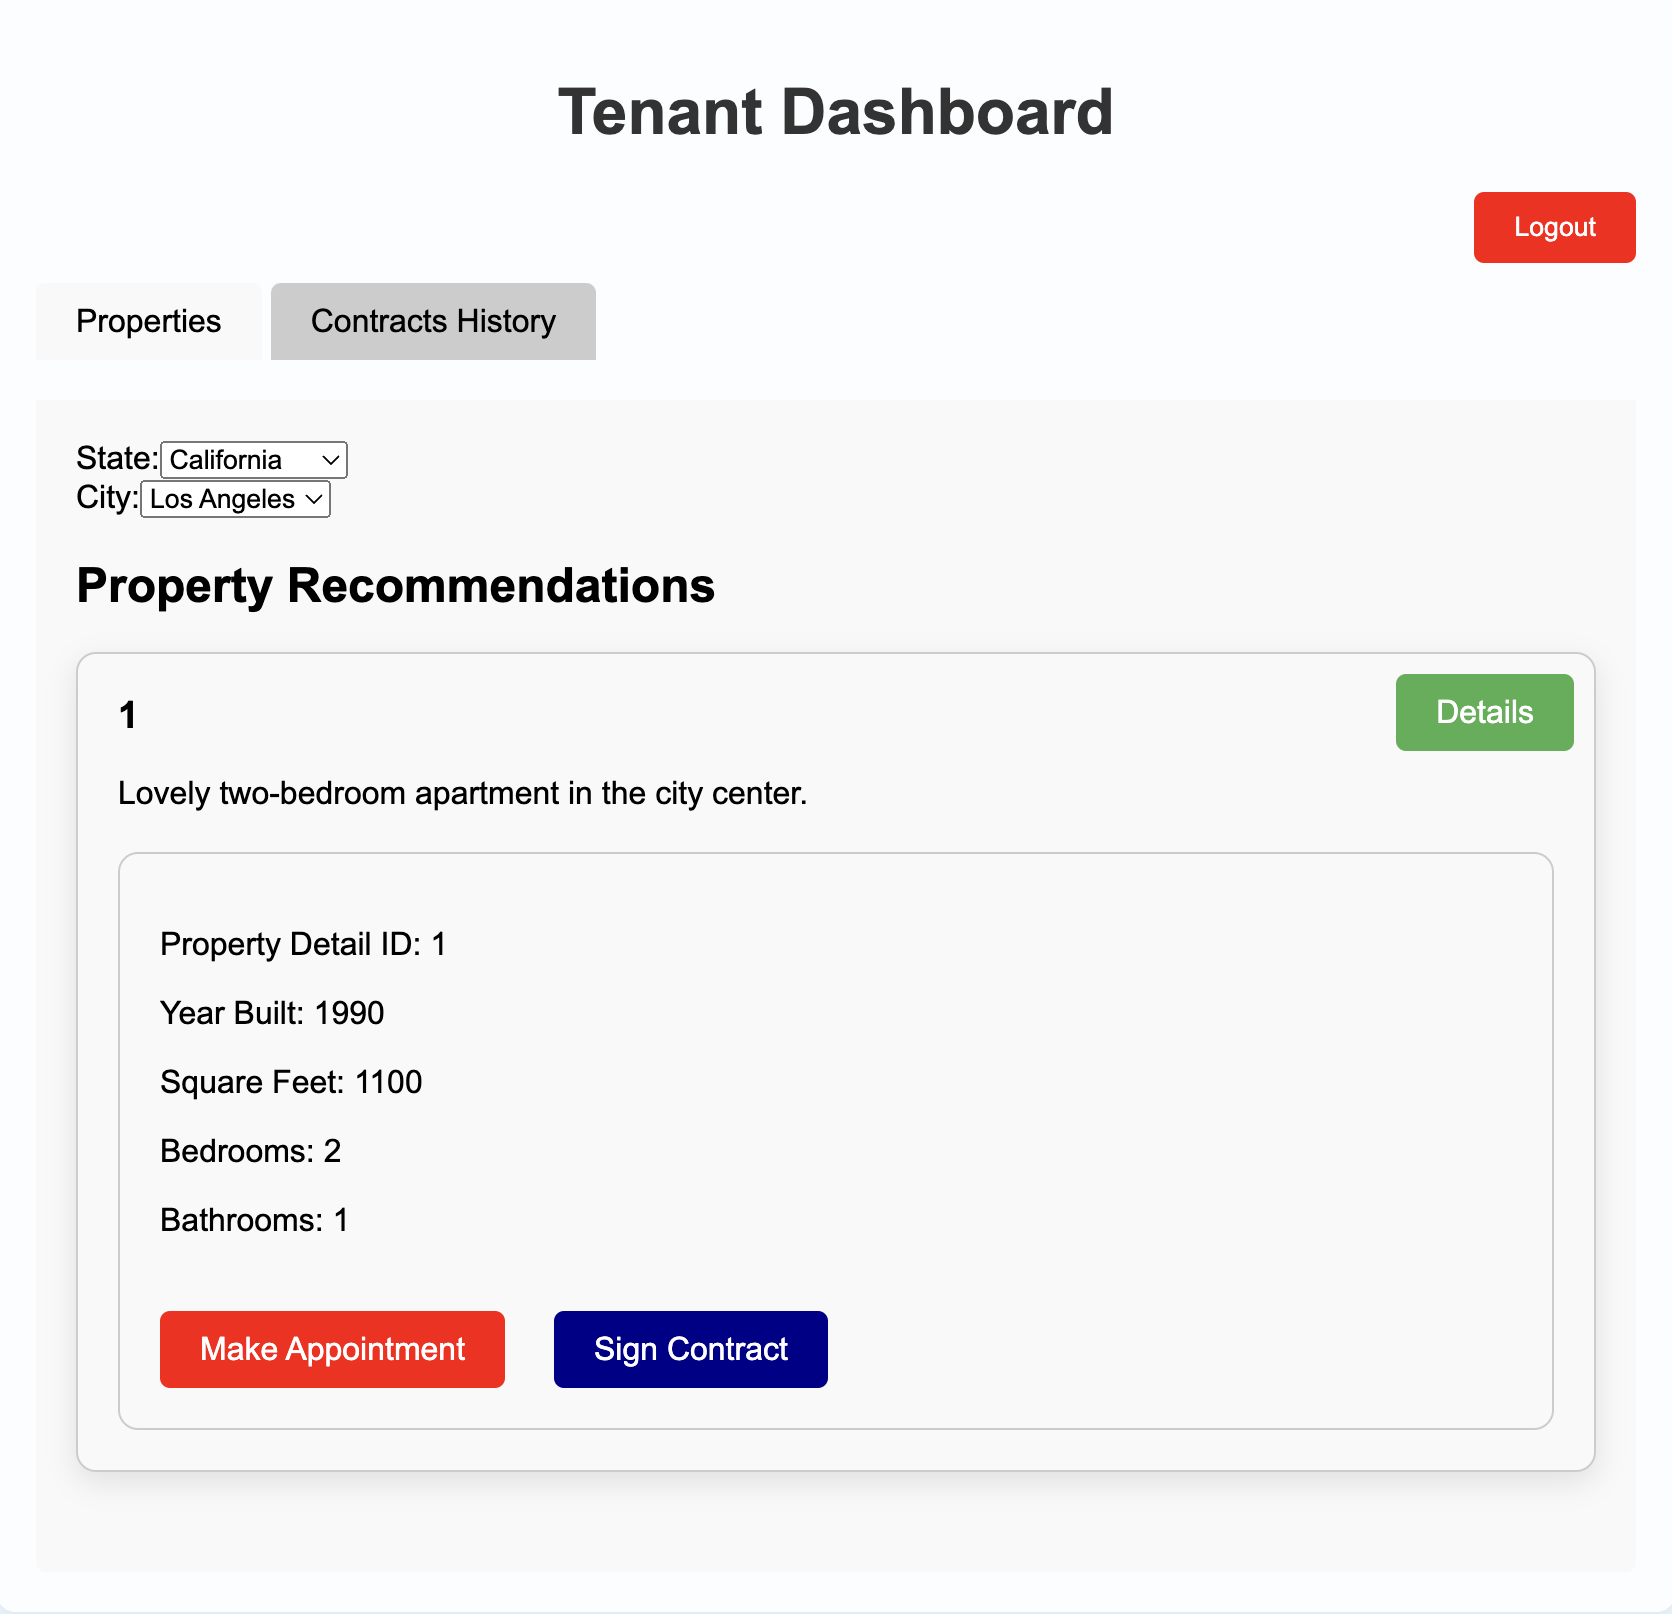 Tenant Dashboard
Logout
Properties
Contracts History
State: California
City: Los Angeles
Property Recommendations
1
Details
Lovely two-bedroom apartment in the city center.
Property Detail ID: 1
Year Built: 1990
Square Feet: 1100
Bedrooms: 2
Bathrooms: 1
Make Appointment
Sign Contract